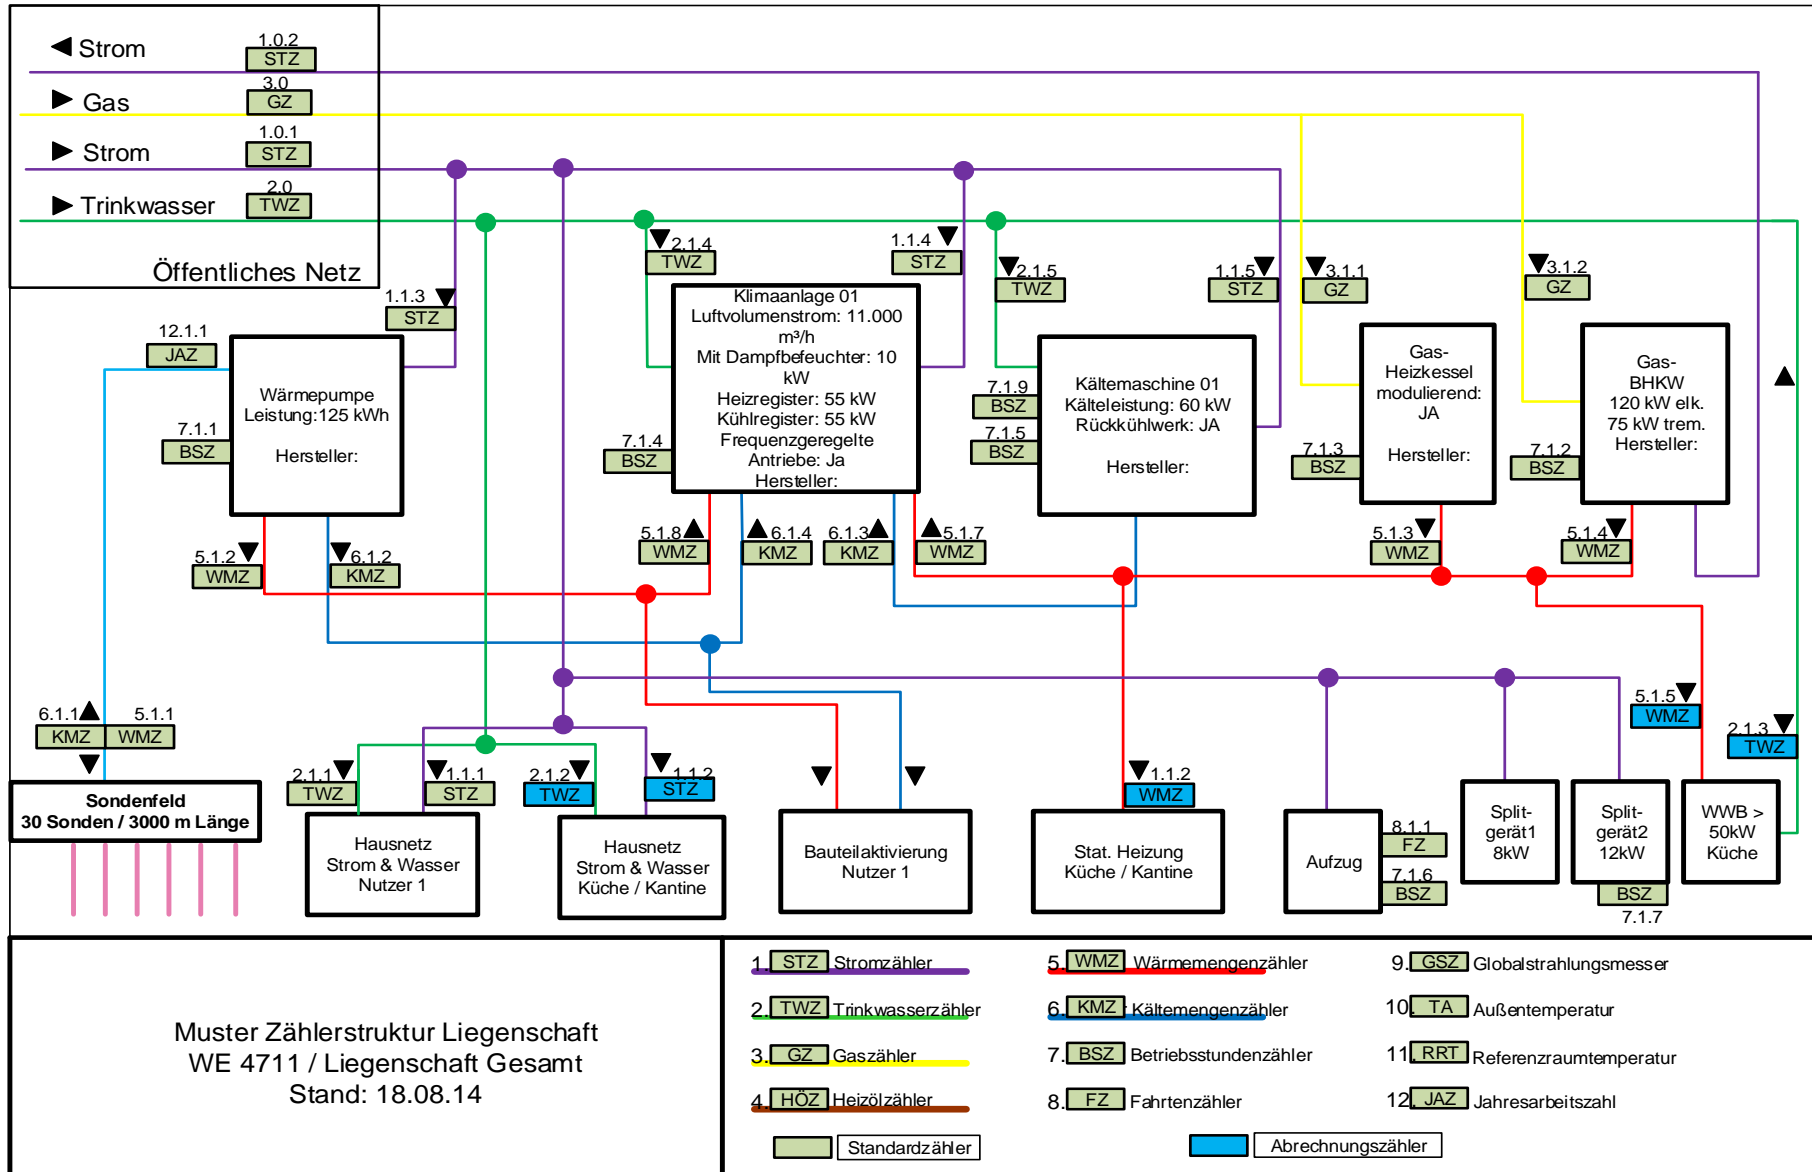 Strom
1.0.2
STZ
Gas
3.0
GZ
Strom
1.0.1
STZ
Trinkwasser
2.0
TWZ
Öffentliches Netz
1.1.3
STZ
2.1.4
TWZ
1.1.4
STZ
2.1.5
TWZ
1.1.5
STZ
3.1.1
GZ
3.1.2
GZ
12.1.1
JAZ
7.1.1
BSZ
Wärmepumpe
Leistung:125 kWh
Hersteller:
7.1.4
BSZ
Klimaanlage 01
Luftvolumenstrom: 11.000
m³/h
Mit Dampfbefeuchter: 10
kW
Heizregister: 55 kW
Kühlregister: 55 kW
Frequenzgeregelte
Antriebe: Ja
Hersteller:
7.1.9
BSZ
7.1.5
BSZ
Kältemaschine 01
Kälteleistung: 60 kW
Rückkühlwerk: JA
Hersteller:
7.1.3
BSZ
Gas-
Heizkessel
modulierend:
JA
Hersteller:
7.1.2
BSZ
Gas-
BHKW
120 kW elk.
75 kW trem.
Hersteller:
5.1.2
WMZ
6.1.2
KMZ
5.1.8
WMZ
6.1.4
KMZ
6.1.3
KMZ
5.1.7
WMZ
5.1.3
WMZ
5.1.4
WMZ
6.1.1
KMZ
5.1.1
WMZ
5.1.5
WMZ
2.1.3
TWZ
Sondenfeld
30 Sonden / 3000 m Länge
2.1.1
TWZ
1.1.1
STZ
2.1.2
TWZ
1.1.2
STZ
1.1.2
WMZ
Hausnetz
Strom & Wasser
Nutzer 1
Hausnetz
Strom & Wasser
Küche / Kantine
Bauteilaktivierung
Nutzer 1
Stat. Heizung
Küche / Kantine
Aufzug
8.1.1
FZ
7.1.6
BSZ
Split-
gerät1
8kW
Split-
gerät2
12kW
BSZ
7.1.7
WWB >
50kW
Küche
Muster Zählerstruktur Liegenschaft
WE 4711 / Liegenschaft Gesamt
Stand: 18.08.14
1. STZ Stromzähler
2. TWZ Trinkwasserzähler
3. GZ Gaszähler
4. HÖZ Heizölzähler
5. WMZ Wärmemengenzähler
6. KMZ Kältemengenzähler
7. BSZ Betriebsstundenzähler
8. FZ Fahrtenzähler
9. GSZ Globalstrahlungsmesser
10. TA Außentemperatur
11. RRT Referenzraumtemperatur
12. JAZ Jahresarbeitszahl
Standardzähler
Abrechnungszähler